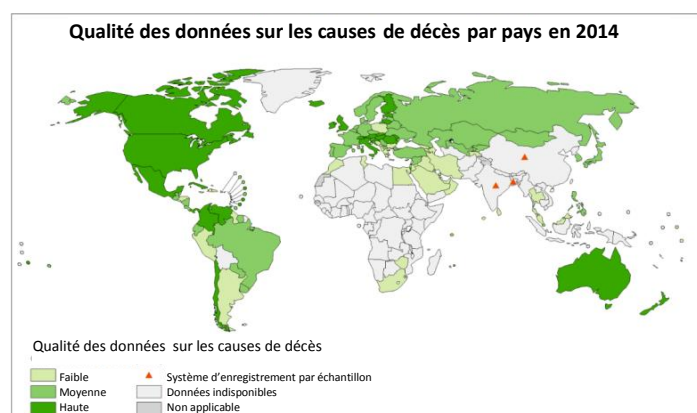 Qualité des données sur les causes de décès par pays en 2014
Qualité des données sur les causes de décès
Faible
Moyenne
Haute
Système d'enregistrement par échantillon
Données indisponibles
Non applicable